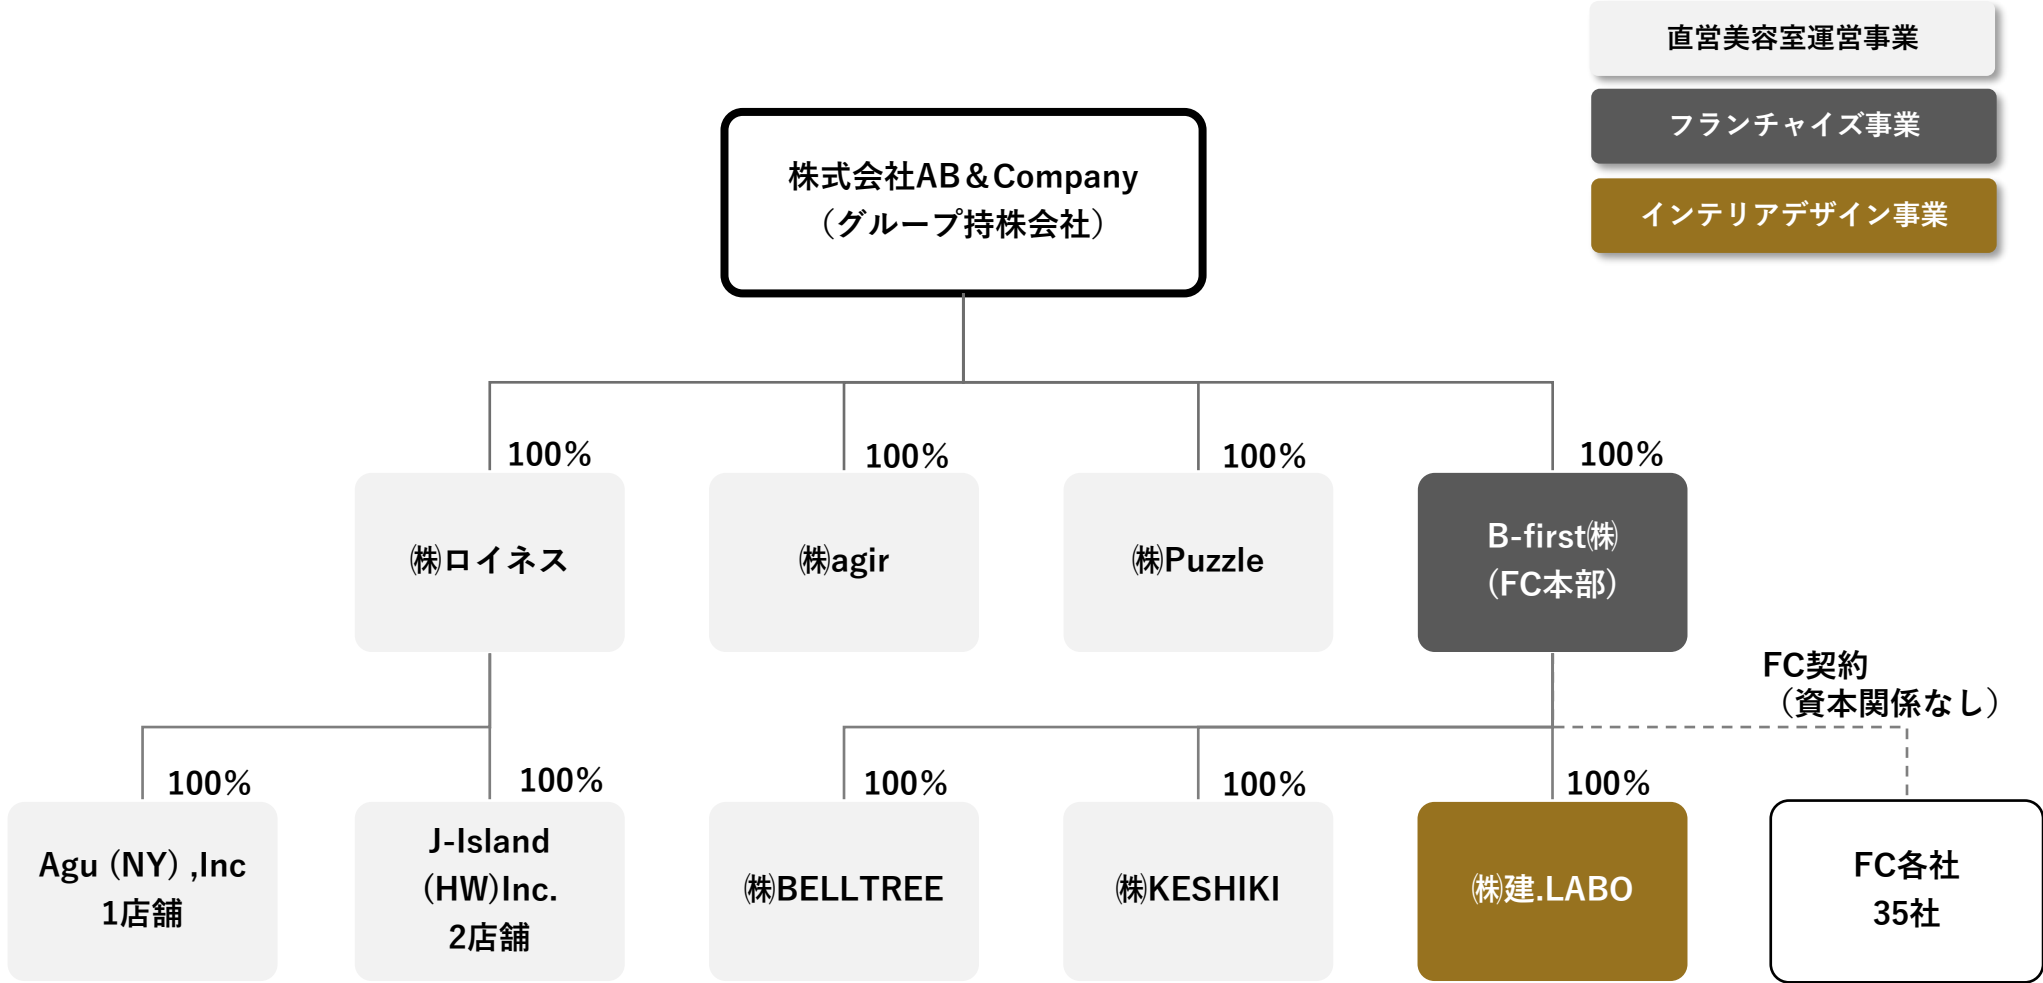 直営美容室運営事業
フランチャイズ事業
インテリアデザイン事業
株式会社AB＆Company
（グループ持株会社）
100%
100%
100%
100%
㈱ロイネス
㈱agir
㈱Puzzle
B-first㈱
（FC本部）
FC契約
（資本関係なし）
100%
100%
100%
100%
100%
Agu（NY）,Inc
1店舗
J-Island
(HW)Inc.
2店舗
㈱BELLTREE
㈱KESHIKI
㈱建.LABO
FC各社
35社